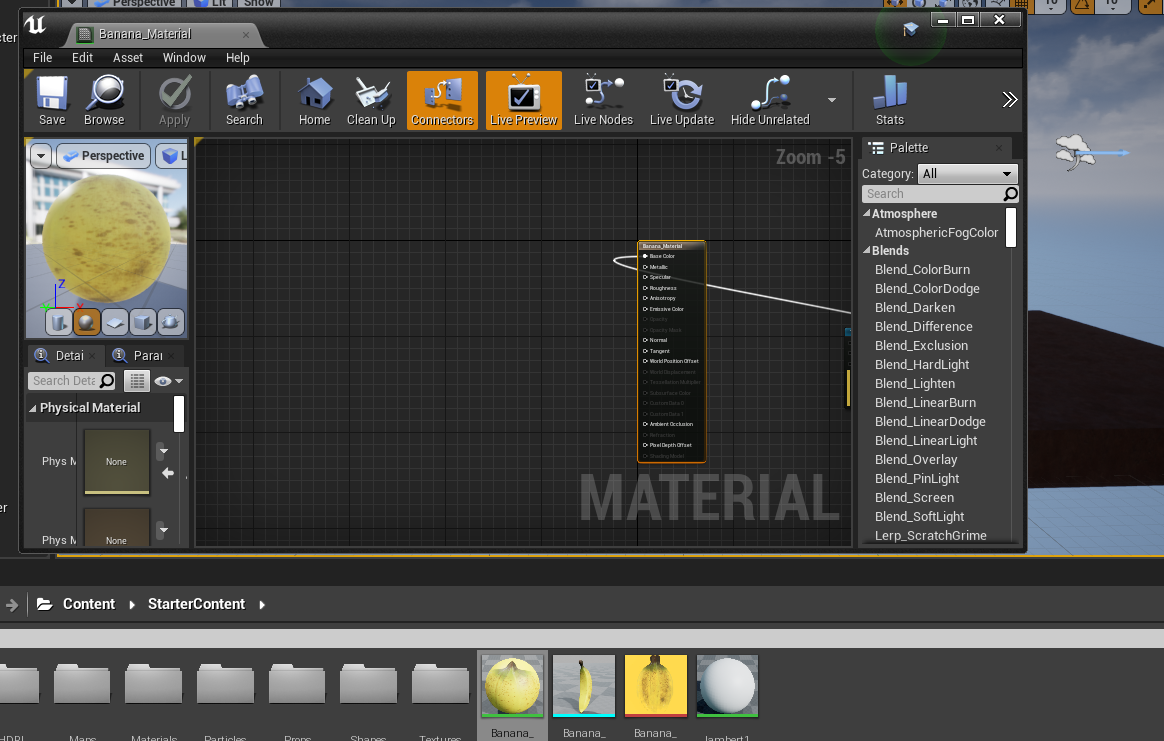 Perspective
Lit
Show
10
10
cter
Banana_Material
File Edit Asset Window Help
Save Browse Apply Search Home Clean Up Connectors Live Preview Live Nodes Live Update Hide Unrelated Stats
Perspective L
Z
Zoom -5
Palette
Category: All
Search
Atmosphere
AtmosphericFogColor
Blends
Blend_ColorBurn
Blend_ColorDodge
Blend_Darken
Blend_Difference
Blend_Exclusion
Blend_HardLight
Blend_Lighten
Blend_LinearBurn
Blend_LinearDodge
Blend_LinearLight
Blend_Overlay
Blend_PinLight
Blend_Screen
Blend_SoftLight
Lerp_ScratchGrime
Banana_Material
Base Color
Metallic
Specular
Roughness
Anisotropy
Emissive Color
Opacity
Opacity Mask
Normal
Tangent
World Position Offset
World Displacement
Tessellation Multiplier
Subsurface Color
Custom Data 0
Custom Data 1
Ambient Occlusion
Refraction
Pixel Depth Offset
Shading Model
MATERIAL
Detai Parar
Search Deta
Physical Material
Phys M
None
Phys M
None
er
Content StarterContent
HDRI Maps Materials Particles Props Shapes Textures Banana_ Banana_ Banana_ lambert1